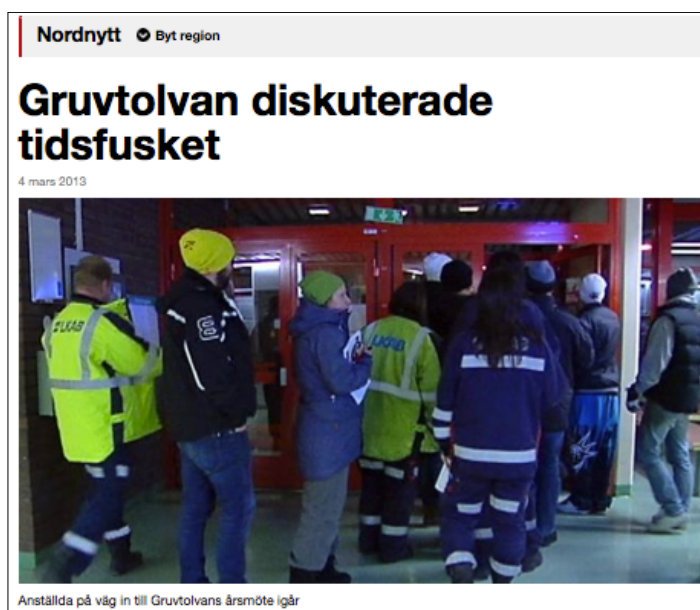 Nordnytt Byt region
Gruvtolvan diskuterade
tidsfusket
4 mars 2013
LKAB
LKAB
Anställda på väg in till Gruvtolvans årsmöte igår